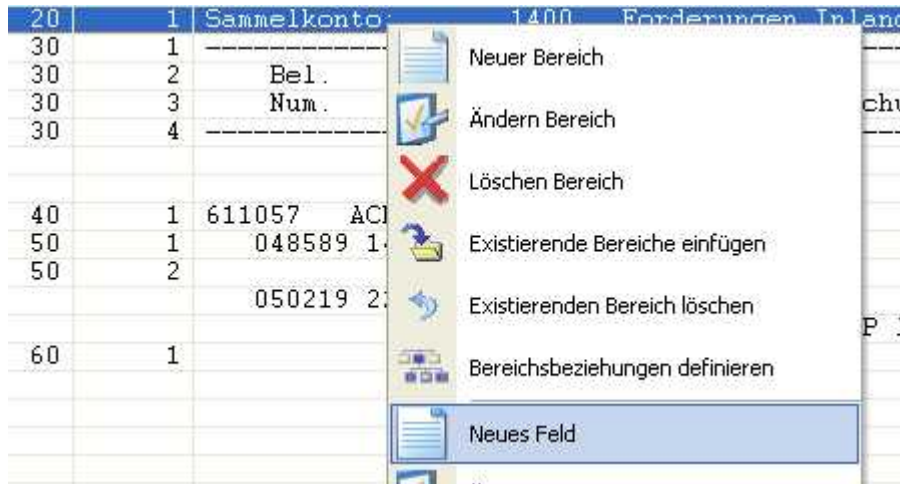 20 1 Sammelkonto: 1400 Forderungen Inland
30 1 ------------
30 2 Bel.
30 3 Num.
30 4 ------------
40 1 611057
50 1 048589
50 2
050219
60 1
Neuer Bereich
Ändern Bereich
Löschen Bereich
Existierende Bereiche einfügen
Existierenden Bereich löschen
Bereichsbeziehungen definieren
Neues Feld